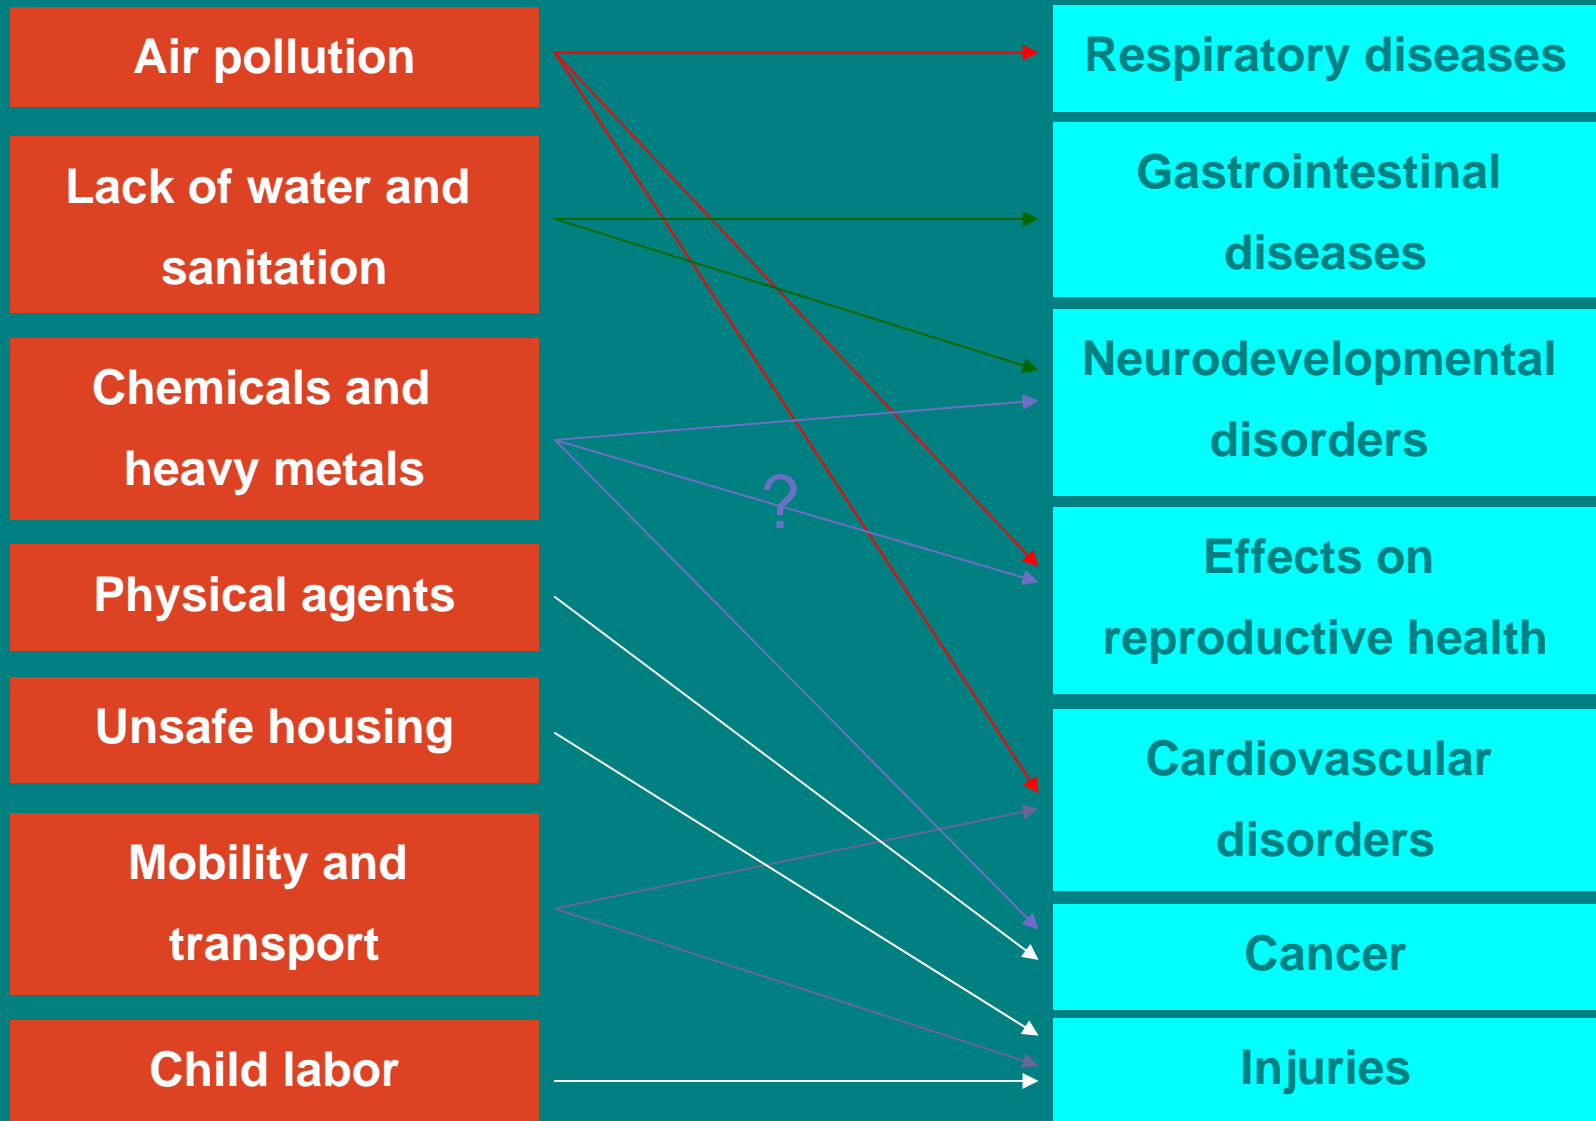 Air pollution
Lack of water and
sanitation
Chemicals and
heavy metals
Physical agents
Unsafe housing
Mobility and
transport
Child labor
?
Respiratory diseases
Gastrointestinal
diseases
Neurodevelopmental
disorders
Effects on
reproductive health
Cardiovascular
disorders
Cancer
Injuries